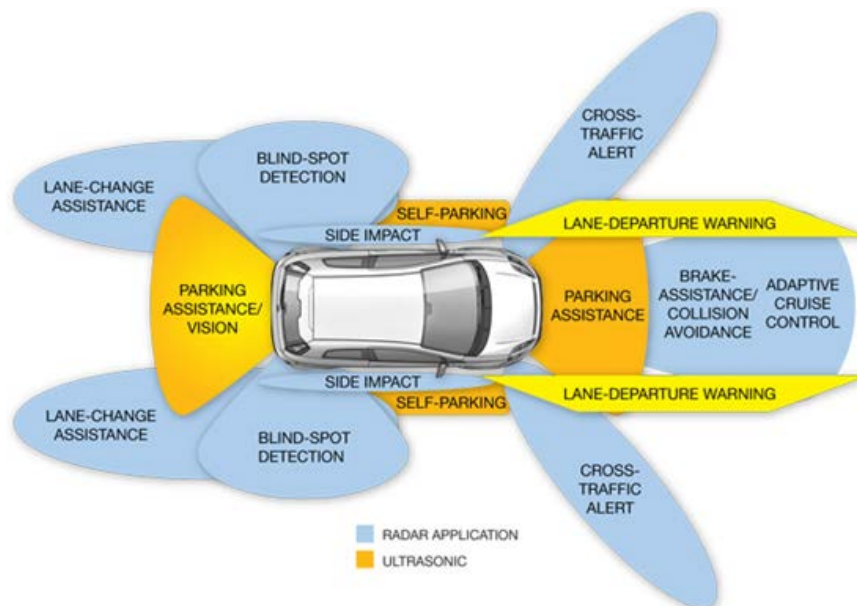 CROSS-
TRAFFIC
ALERT
BLIND-SPOT
DETECTION
LANE-CHANGE
ASSISTANCE
SELF-PARKING
LANE-DEPARTURE WARNING
SIDE IMPACT
PARKING
ASSISTANCE/
VISION
PARKING
ASSISTANCE
BRAKE-
ASSISTANCE/
COLLISION
AVOIDANCE
ADAPTIVE
CRUISE
CONTROL
SIDE IMPACT
LANE-DEPARTURE WARNING
SELF-PARKING
LANE-CHANGE
ASSISTANCE
BLIND-SPOT
DETECTION
CROSS-
TRAFFIC
ALERT
RADAR APPLICATION
ULTRASONIC